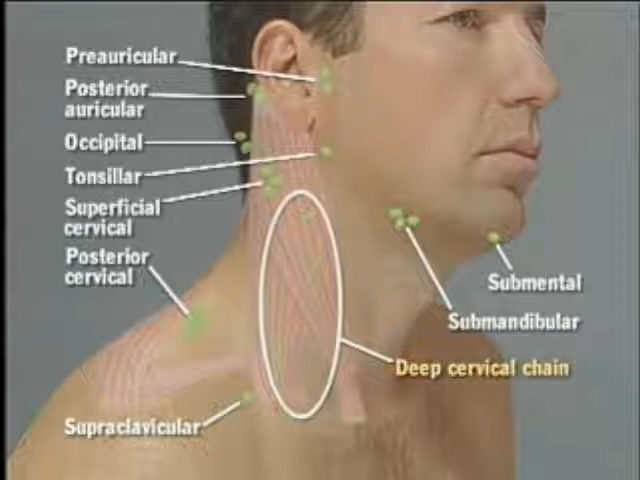 Preauricular
Posterior
auricular
Occipital
Tonsillar
Superficial
cervical
Posterior
cervical
Submental
Submandibular
Deep cervical chain
Supraclavicular